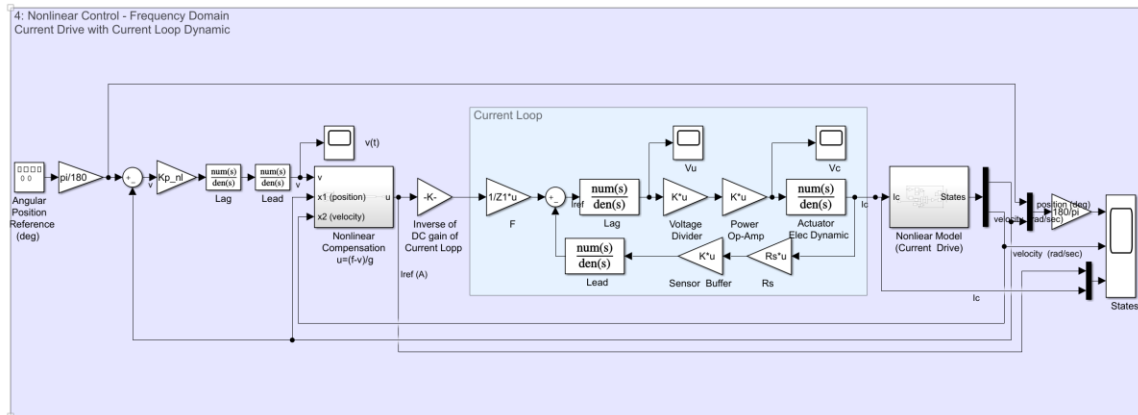 4: Nonlinear Control - Frequency Domain
Current Drive with Current Loop Dynamic
Current Loop
v(t)
Vu
Vc
pi/180
Kp_nl
num(s)
den(s)
num(s)
den(s)
v
x1 (position)
x2 (velocity)
u
-K-
1/Z1*u
num(s)
den(s)
K*u
K*u
num(s)
den(s)
Ic
States
180/pi
position (deg)
velocity (rad/sec)
v
v
Iref
Ic
Angular
Position
Reference
(deg)
Lag
Lead
Nonlinear
Compensation
u=(f-v)/g
Inverse of
DC gain of
Current Lopp
F
Lag
Voltage
Divider
Power
Op-Amp
Actuator
Elec Dynamic
Nonliear Model
(Current Drive)
num(s)
den(s)
K*u
Rs*u
Lead
Sensor Buffer
Rs
Iref (A)
velocity (rad/sec)
Ic
States